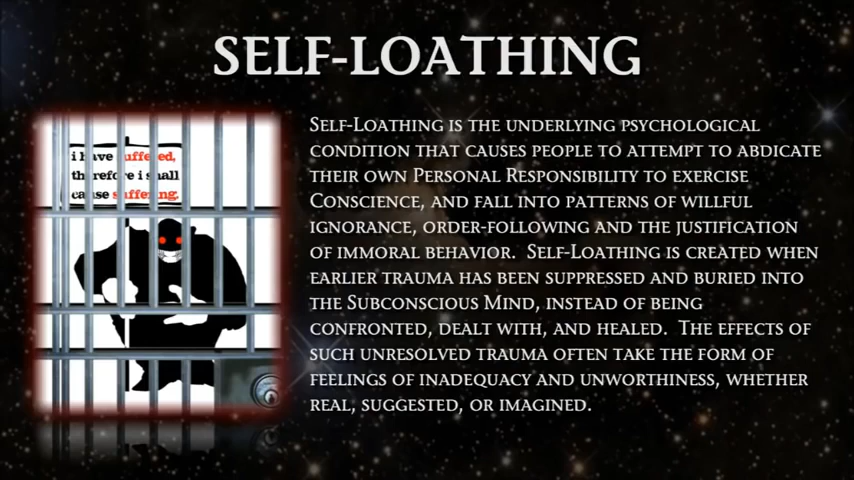 SELF-LOATHING
i have suffered,
therefore i shall
cause suffering.
SELF-LOATHING IS THE UNDERLYING PSYCHOLOGICAL
CONDITION THAT CAUSES PEOPLE TO ATTEMPT TO ABDICATE
THEIR OWN PERSONAL RESPONSIBILITY TO EXERCISE
CONSCIENCE, AND FALL INTO PATTERNS OF WILLFUL
IGNORANCE, ORDER-FOLLOWING AND THE JUSTIFICATION
OF IMMORAL BEHAVIOR. SELF-LOATHING IS CREATED WHEN
EARLIER TRAUMA HAS BEEN SUPPRESSED AND BURIED INTO
THE SUBCONSCIOUS MIND, INSTEAD OF BEING
CONFRONTED, DEALT WITH, AND HEALED. THE EFFECTS OF
SUCH UNRESOLVED TRAUMA OFTEN TAKE THE FORM OF
FEELINGS OF INADEQUACY AND UNWORTHINESS, WHETHER
REAL, SUGGESTED, OR IMAGINED.